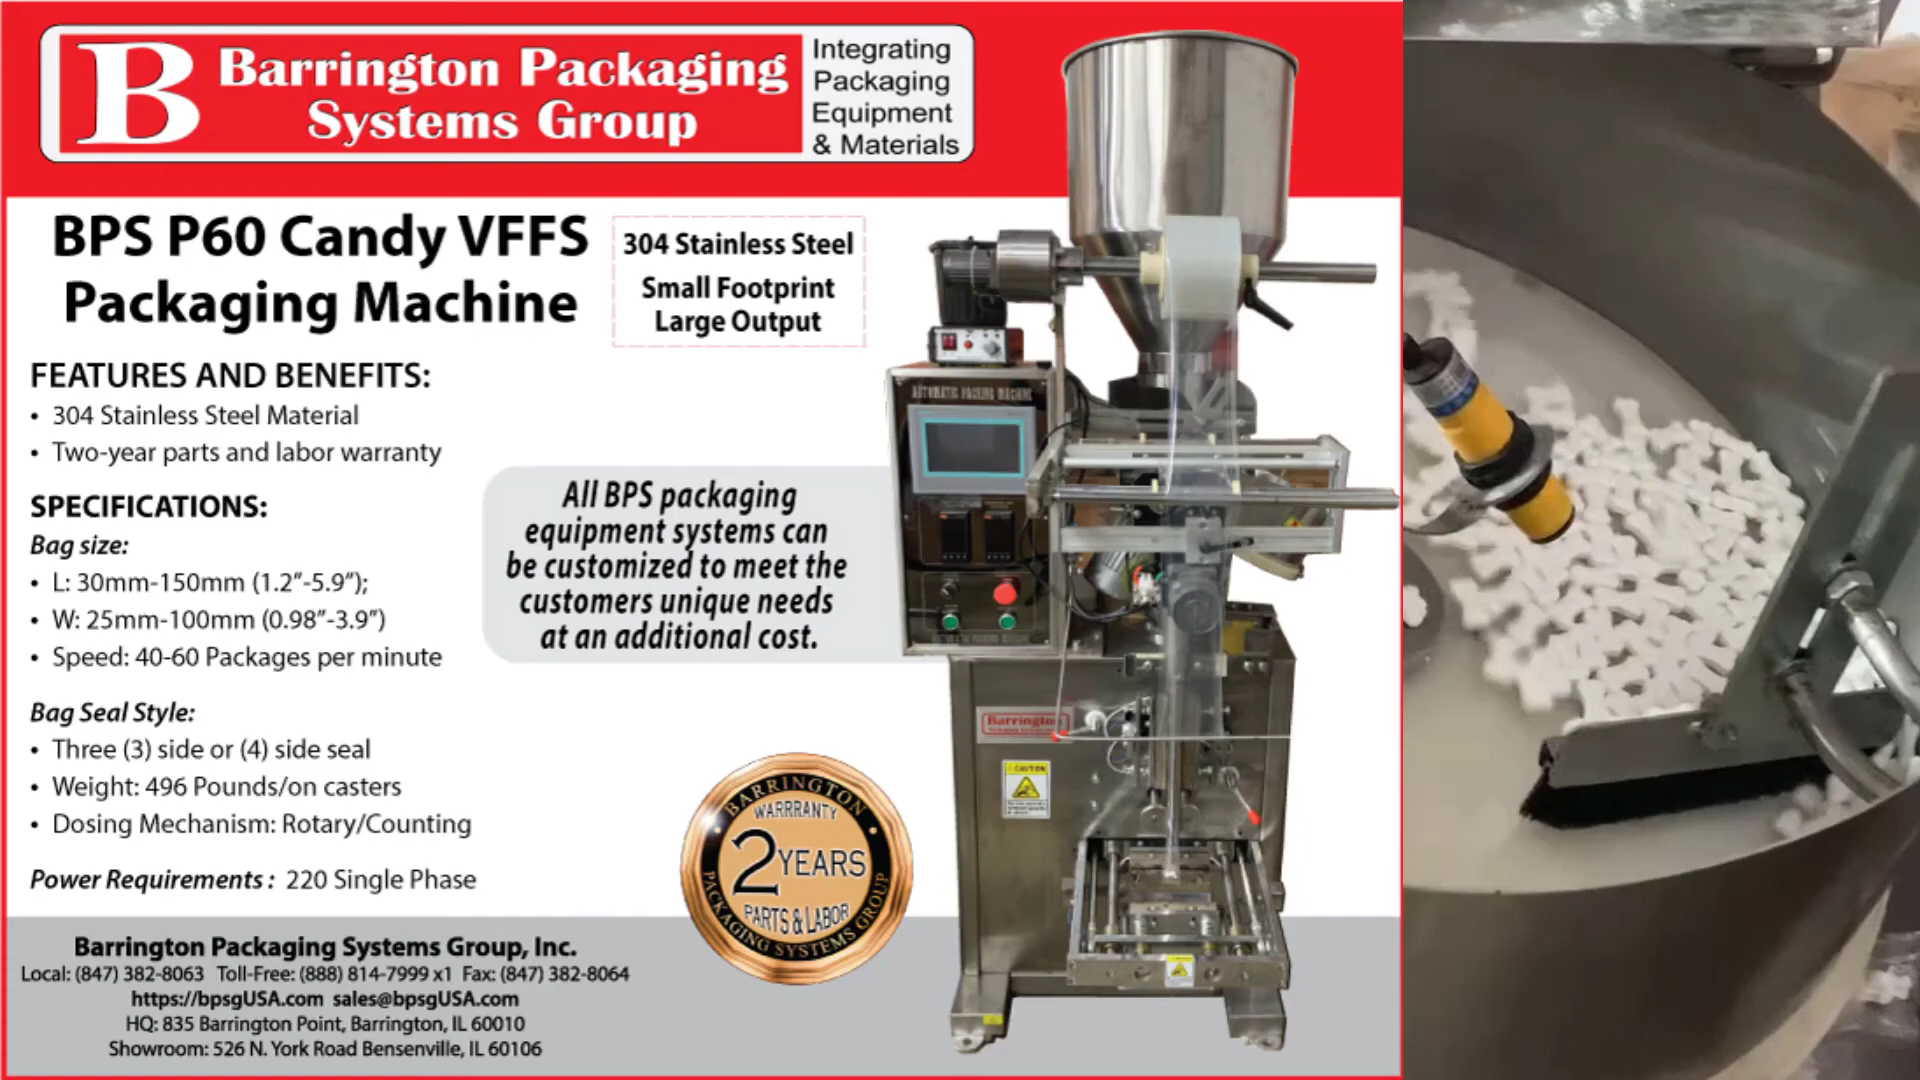 B
Barrington Packaging
Systems Group
Integrating
Packaging
Equipment
& Materials
BPS P60 Candy VFFS
Packaging Machine
304 Stainless Steel
Small Footprint
Large Output
FEATURES AND BENEFITS:
• 304 Stainless Steel Material
• Two-year parts and labor warranty
SPECIFICATIONS:
Bag size:
• L: 30mm-150mm (1.2”-5.9”);
• W: 25mm-100mm (0.98”-3.9”)
• Speed: 40-60 Packages per minute
Bag Seal Style:
• Three (3) side or (4) side seal
• Weight: 496 Pounds/on casters
• Dosing Mechanism: Rotary/Counting
Power Requirements : 220 Single Phase
All BPS packaging
equipment systems can
be customized to meet the
customers unique needs
at an additional cost.
AUTOMATIC PACKING MACHINE
Barrington
CAUTION
BARRINGTON
WARRRANTY
2 YEARS
PARTS & LABOR
PACKAGING SYSTEMS GROUP
Barrington Packaging Systems Group, Inc.
Local: (847) 382-8063 Toll-Free: (888) 814-7999 x1 Fax: (847) 382-8064
https://bpsgUSA.com sales@bpsgUSA.com
HQ: 835 Barrington Point, Barrington, IL 60010
Showroom: 526 N. York Road Bensenville, IL 60106